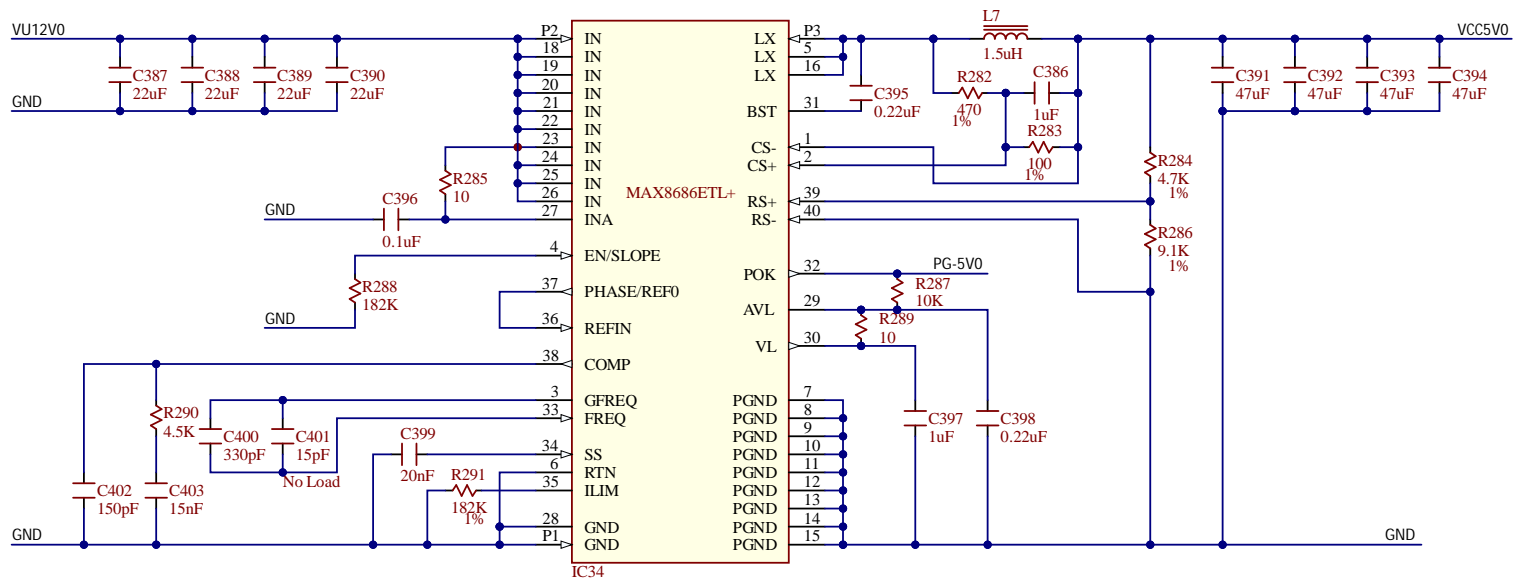 VU12V0
C387
22uF
C388
22uF
C389
22uF
C390
22uF
GND
P2 IN
18 IN
19 IN
20 IN
21 IN
22 IN
23 IN
24 IN
25 IN
26 IN
27 INA
R285
10
GND
C396
0.1uF
4 EN/SLOPE
R288
182K
GND
37 PHASE/REF0
36 REFIN
38 COMP
3 GFREQ
33 FREQ
R290
4.5K
C400
330pF
C401
15pF
No Load
C399
20nF
34 SS
6 RTN
35 ILIM
R291
182K
1%
C402
150pF
C403
15nF
28 GND
P1 GND
GND
MAX8686ETL+
IC34
LX P3
LX 5
LX 16
BST 31
CS- 1
CS+ 2
RS+ 39
RS- 40
POK 32
AVL 29
VL 30
PGND 7
PGND 8
PGND 9
PGND 10
PGND 11
PGND 12
PGND 13
PGND 14
PGND 15
L7
1.5uH
VCC5V0
C395
0.22uF
R282
470
1%
C386
1uF
R283
100
1%
C391
47uF
C392
47uF
C393
47uF
C394
47uF
R284
4.7K
1%
R286
9.1K
1%
PG-5V0
R287
10K
R289
10
C397
1uF
C398
0.22uF
GND